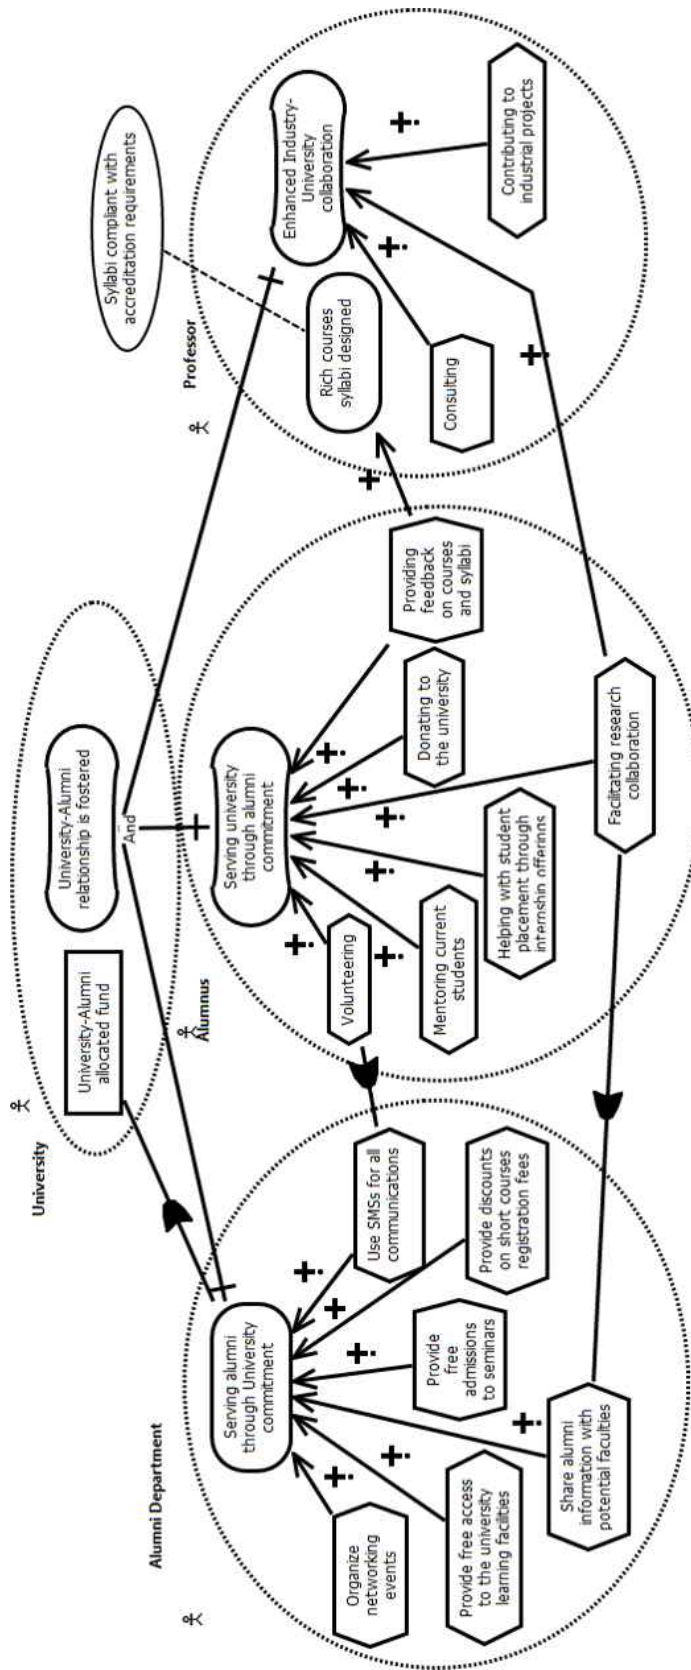 University
University-Alumni
allocated fund
University-Alumni
relationship is fostered
And
Alumni Department
Serving alumni
through University
commitment
Organize
networking
events
Provide free access
to the university
learning facilities
Share alumni
information with
potential faculties
Provide
free
admissions
to seminars
Provide discounts
on short courses
registration fees
Use SMSs for all
communications
Alumnus
Serving university
through alumni
commitment
Volunteering
Mentoring current
students
Helping with student
placement through
internship offerings
Facilitating research
collaboration
Donating to
the university
Providing
feedback
on courses
and syllabi
Professor
Syllabi compliant with
accreditation requirements
Rich courses
syllabi designed
Enhanced Industry-
University
collaboration
Consulting
Contributing to
industrial projects